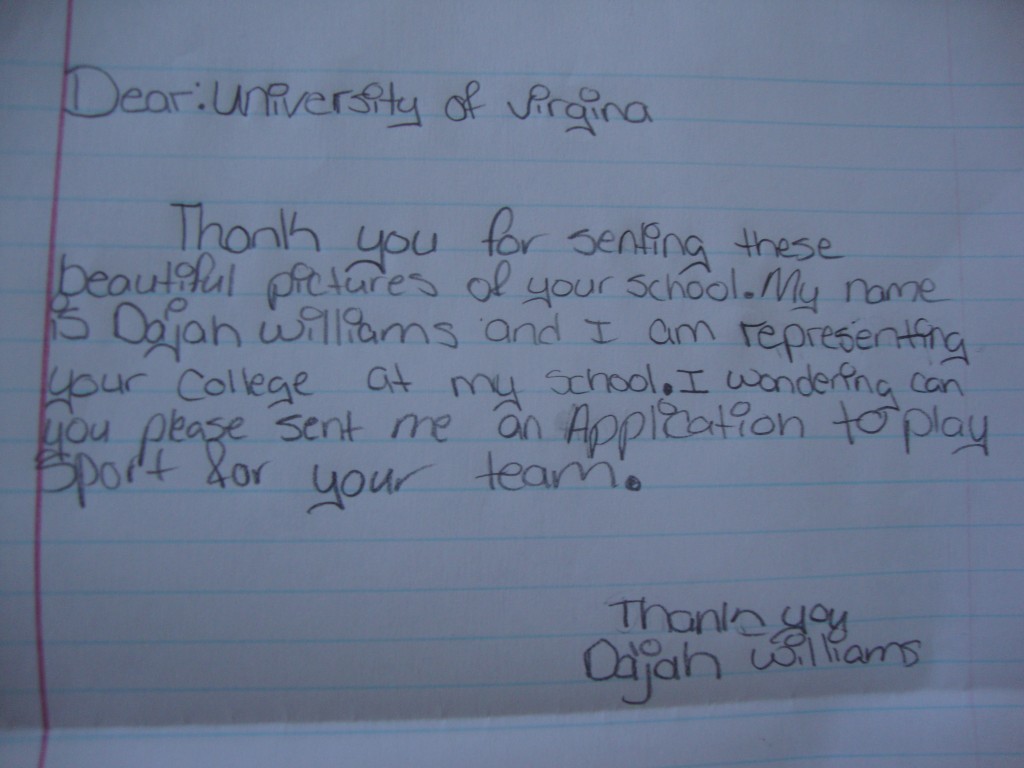 Dear: University of Virgina
Thank you for senting these
beautiful pictures of your school. My name
is Dajah Williams and I am representing
your College at my school. I wondering can
you please sent me an Application to play
Sport for your team.
Thank you
Dajah Williams